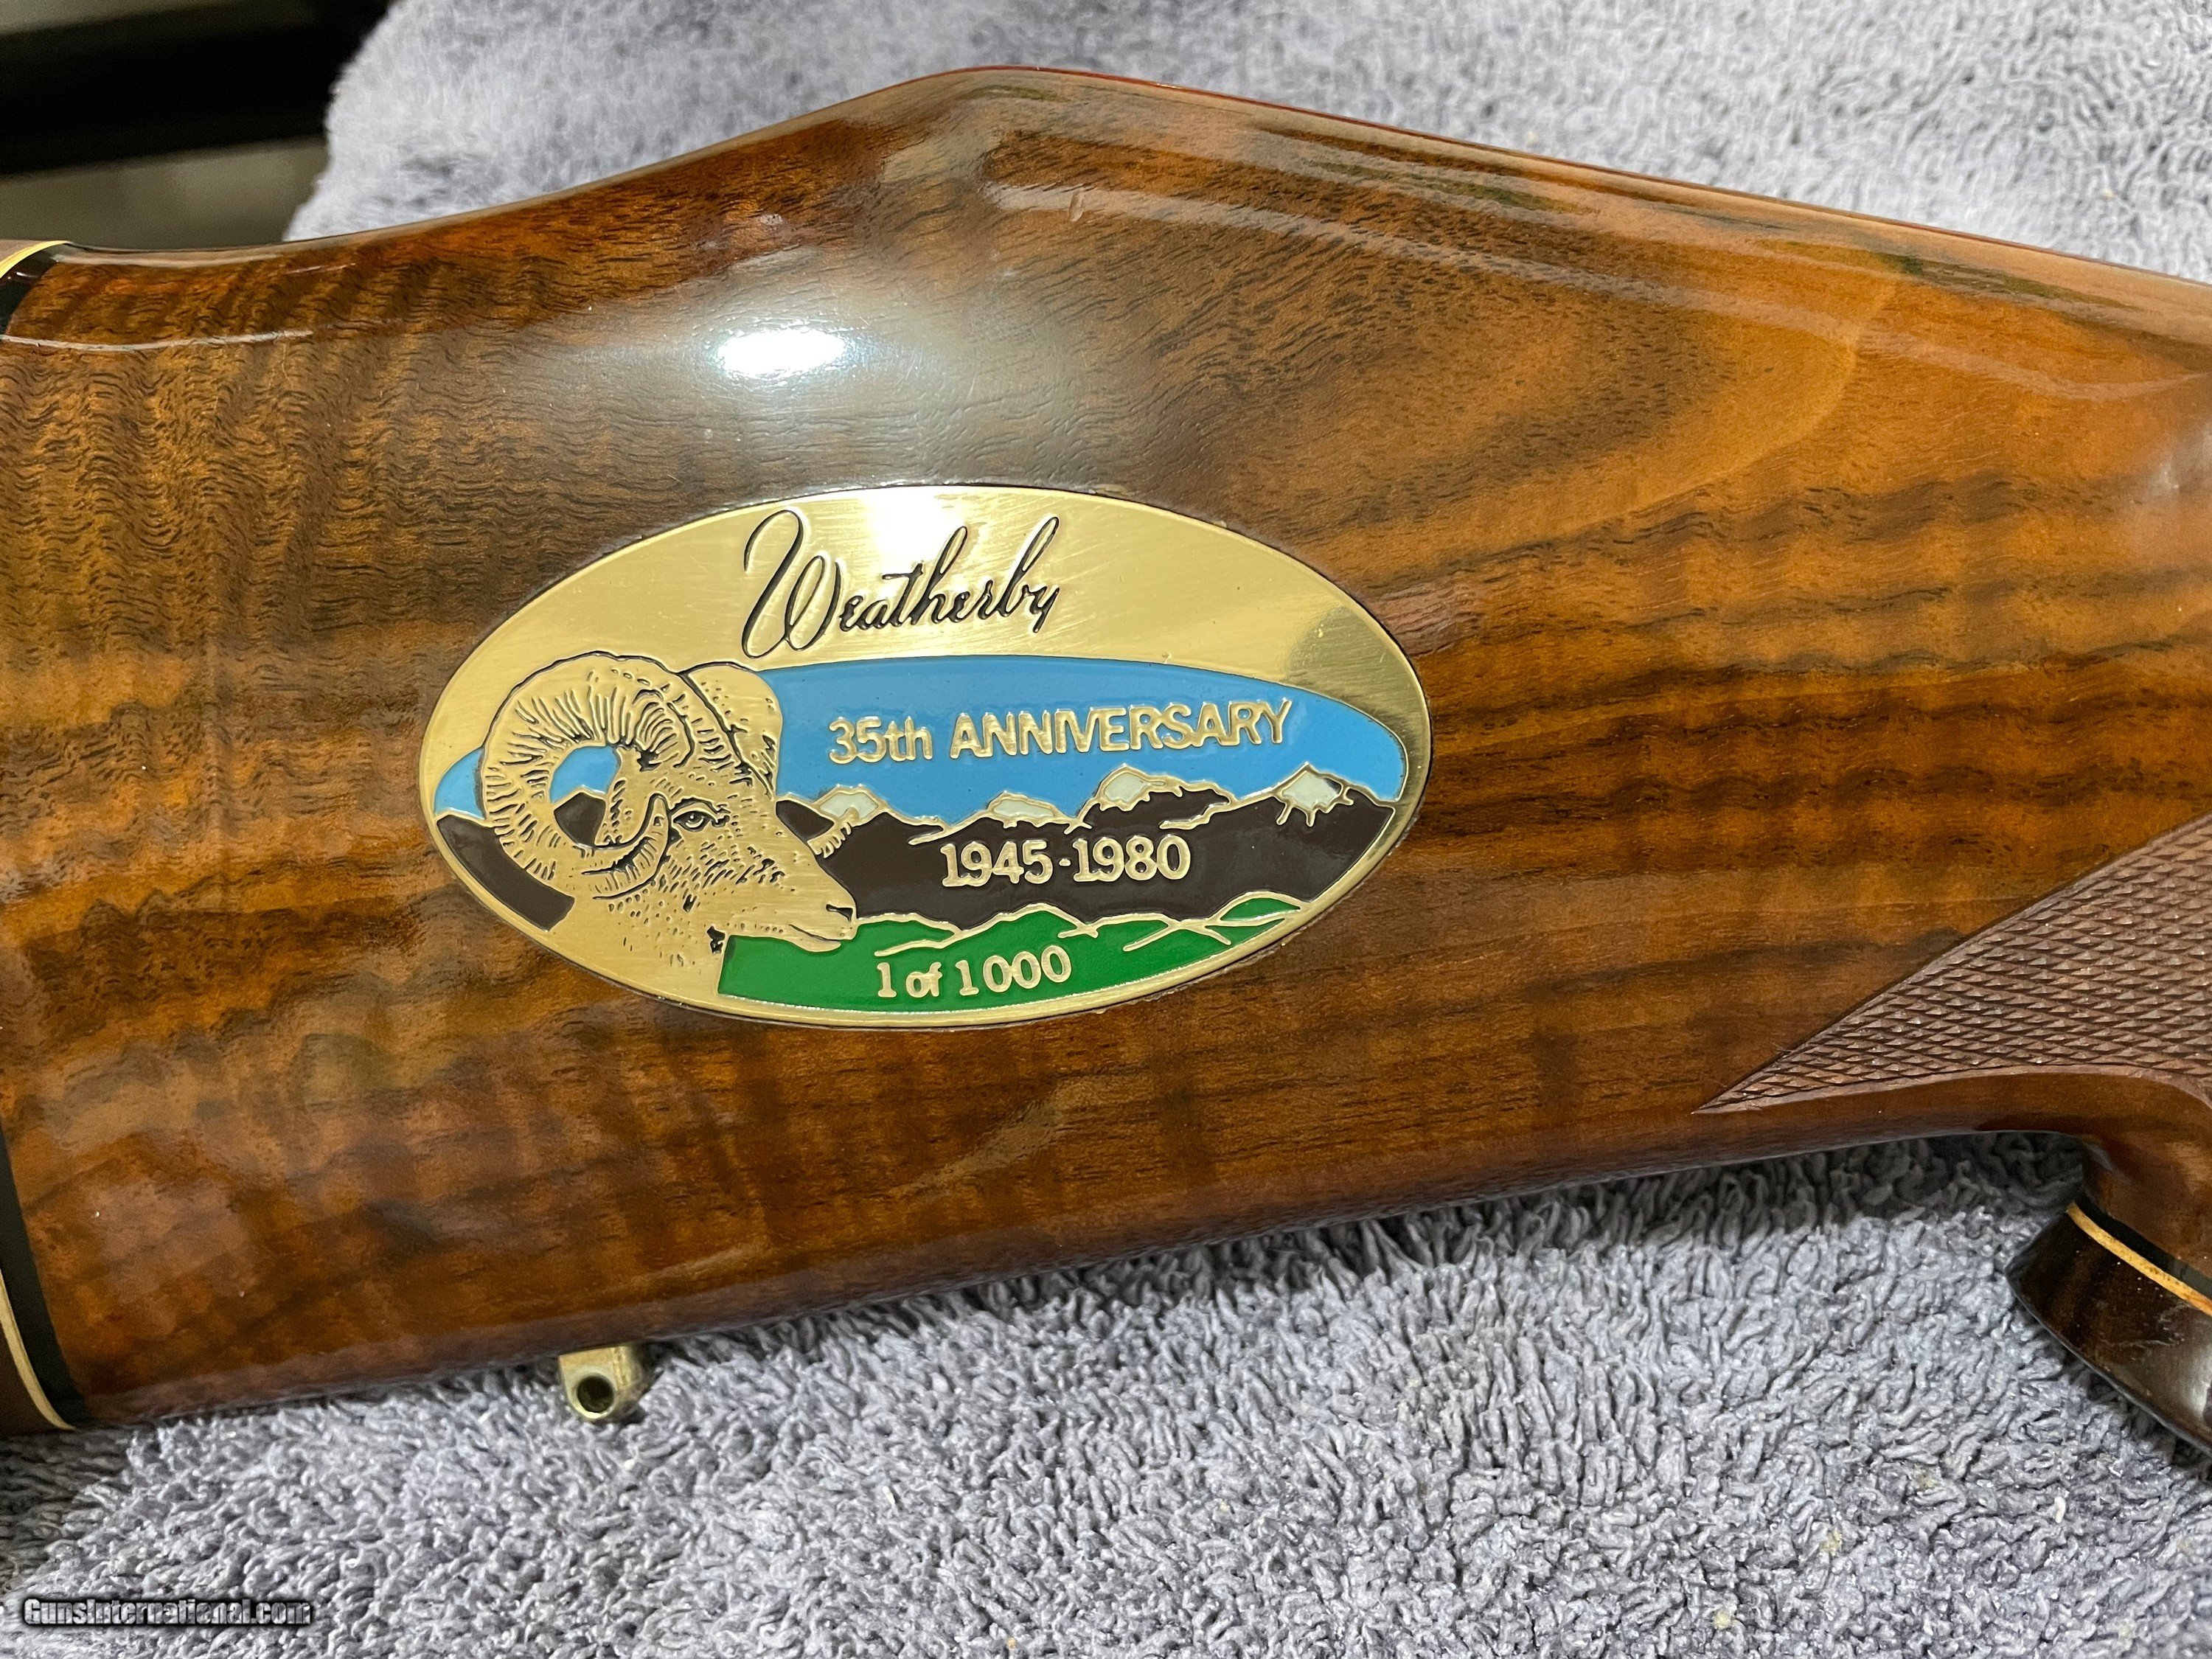 Weatherby
35th ANNIVERSARY
1945-1980
1 of 1000
GunsInternational.com